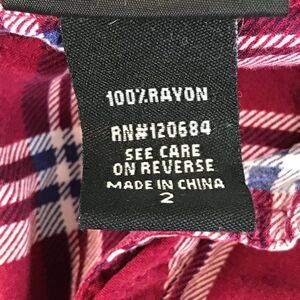 100% RAYON
RN#120684
SEE CARE
ON REVERSE
MADE IN CHINA
2